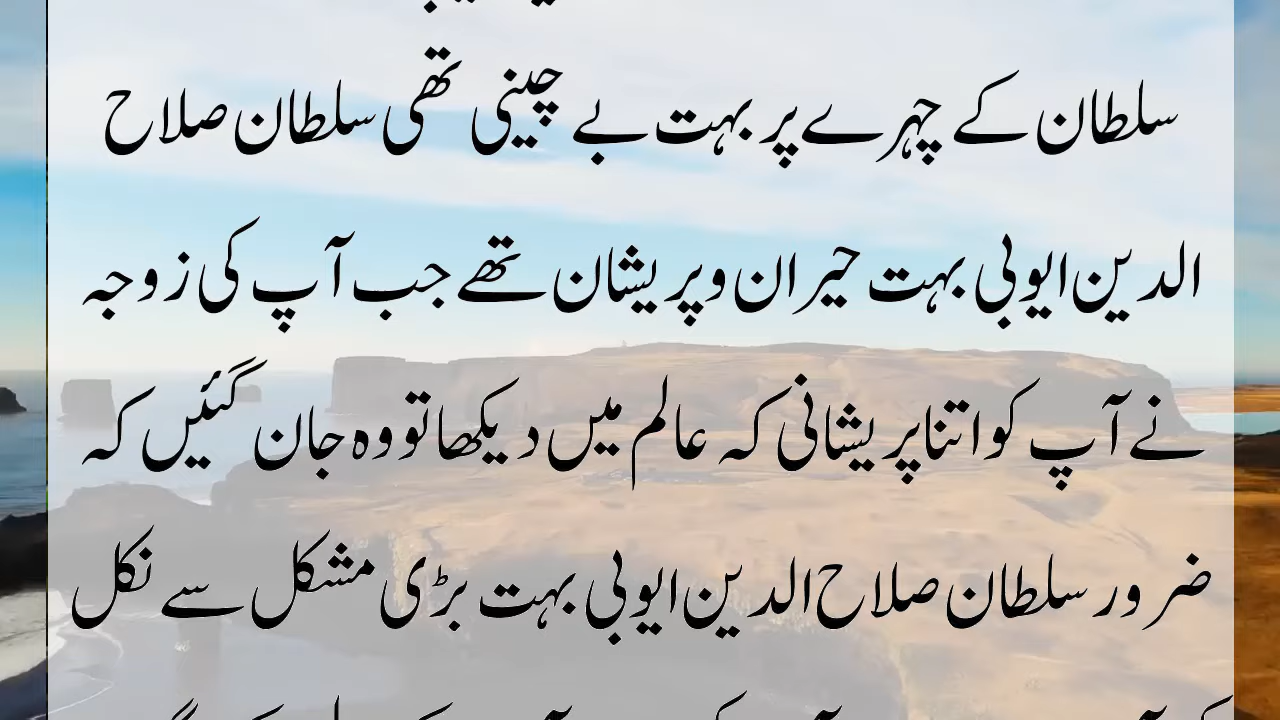 سلطان کے چہرے پر بہت بے چینی تھی سلطان صلاح
الدین ایوبی بہت حیران و پریشان تھے جب آپ کی زوجہ
نے آپ کو اتنا پریشانی کہ عالم میں دیکھا تو وہ جان گئیں کہ
ضرور سلطان صلاح الدین ایوبی بہت بڑی مشکل سے نکل